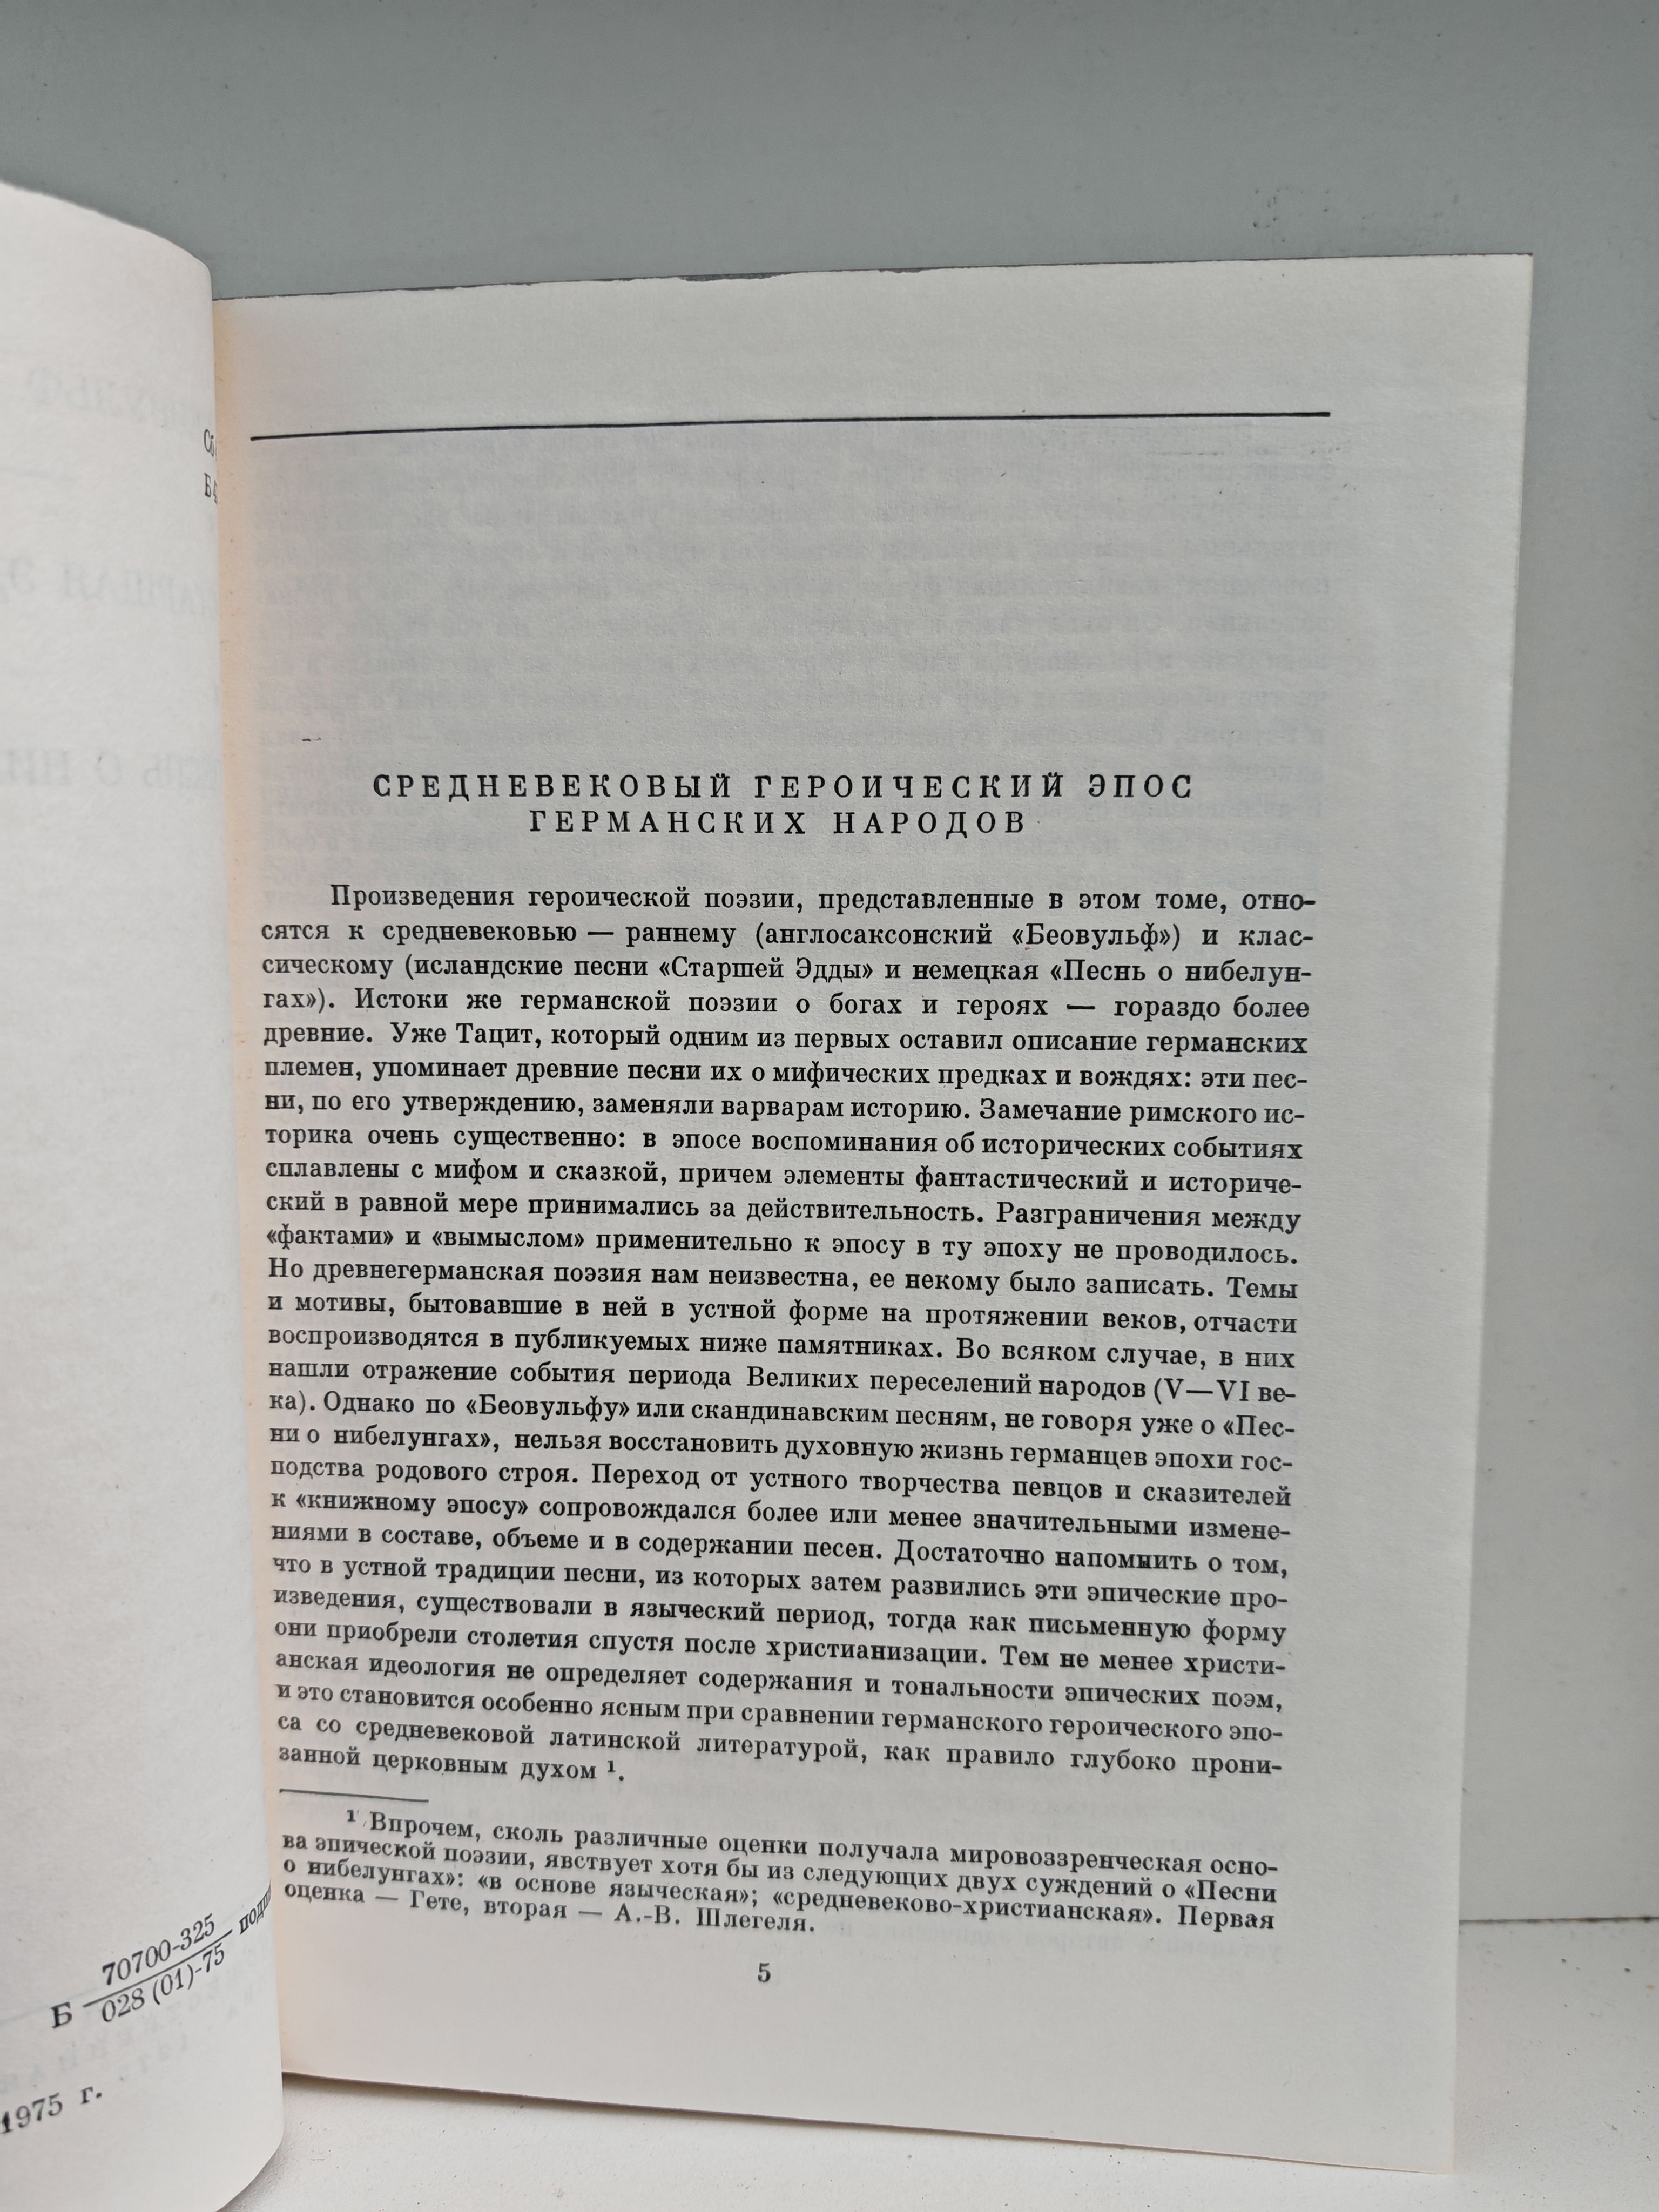 Б 70700-325
028 (01)-75
1975 г.
СРЕДНЕВЕКОВЫЙ ГЕРОИЧЕСКИЙ ЭПОС
ГЕРМАНСКИХ НАРОДОВ
Произведения героической поэзии, представленные в этом томе, отно-
сятся к средневековью — раннему (англосаксонский «Беовульф») и клас-
сическому (исландские песни «Старшей Эдды» и немецкая «Песнь о нибелун-
гах»). Истоки же германской поэзии о богах и героях — гораздо более
древние. Уже Тацит, который одним из первых оставил описание германских
племен, упоминает древние песни их о мифических предках и вождях: эти пес-
ни, по его утверждению, заменяли варварам историю. Замечание римского ис-
торика очень существенно: в эпосе воспоминания об исторических событиях
сплавлены с мифом и сказкой, причем элементы фантастический и историче-
ский в равной мере принимались за действительность. Разграничения между
«фактами» и «вымыслом» применительно к эпосу в ту эпоху не проводилось.
Но древнегерманская поэзия нам неизвестна, ее некому было записать. Темы
и мотивы, бытовавшие в ней в устной форме на протяжении веков, отчасти
воспроизводятся в публикуемых ниже памятниках. Во всяком случае, в них
нашли отражение события периода Великих переселений народов (V—VI ве-
ка). Однако по «Беовульфу» или скандинавским песням, не говоря уже о «Пес-
ни о нибелунгах», нельзя восстановить духовную жизнь германцев эпохи гос-
подства родового строя. Переход от устного творчества певцов и сказителей
к «книжному эпосу» сопровождался более или менее значительными измене-
ниями в составе, объеме и в содержании песен. Достаточно напомнить о том,
что в устной традиции песни, из которых затем развились эти эпические про-
изведения, существовали в языческий период, тогда как письменную форму
они приобрели столетия спустя после христианизации. Тем не менее христи-
анская идеология не определяет содержания и тональности эпических поэм,
и это становится особенно ясным при сравнении германского героического эпо-
са со средневековой латинской литературой, как правило глубоко прони-
занной церковным духом ¹.
¹ Впрочем, сколь различные оценки получала мировоззренческая осно-
ва эпической поэзии, явствует хотя бы из следующих двух суждений о «Песни
о нибелунгах»: «в основе языческая»; «средневеково-христианская». Первая
оценка — Гете, вторая — А.-В. Шлегеля.
5